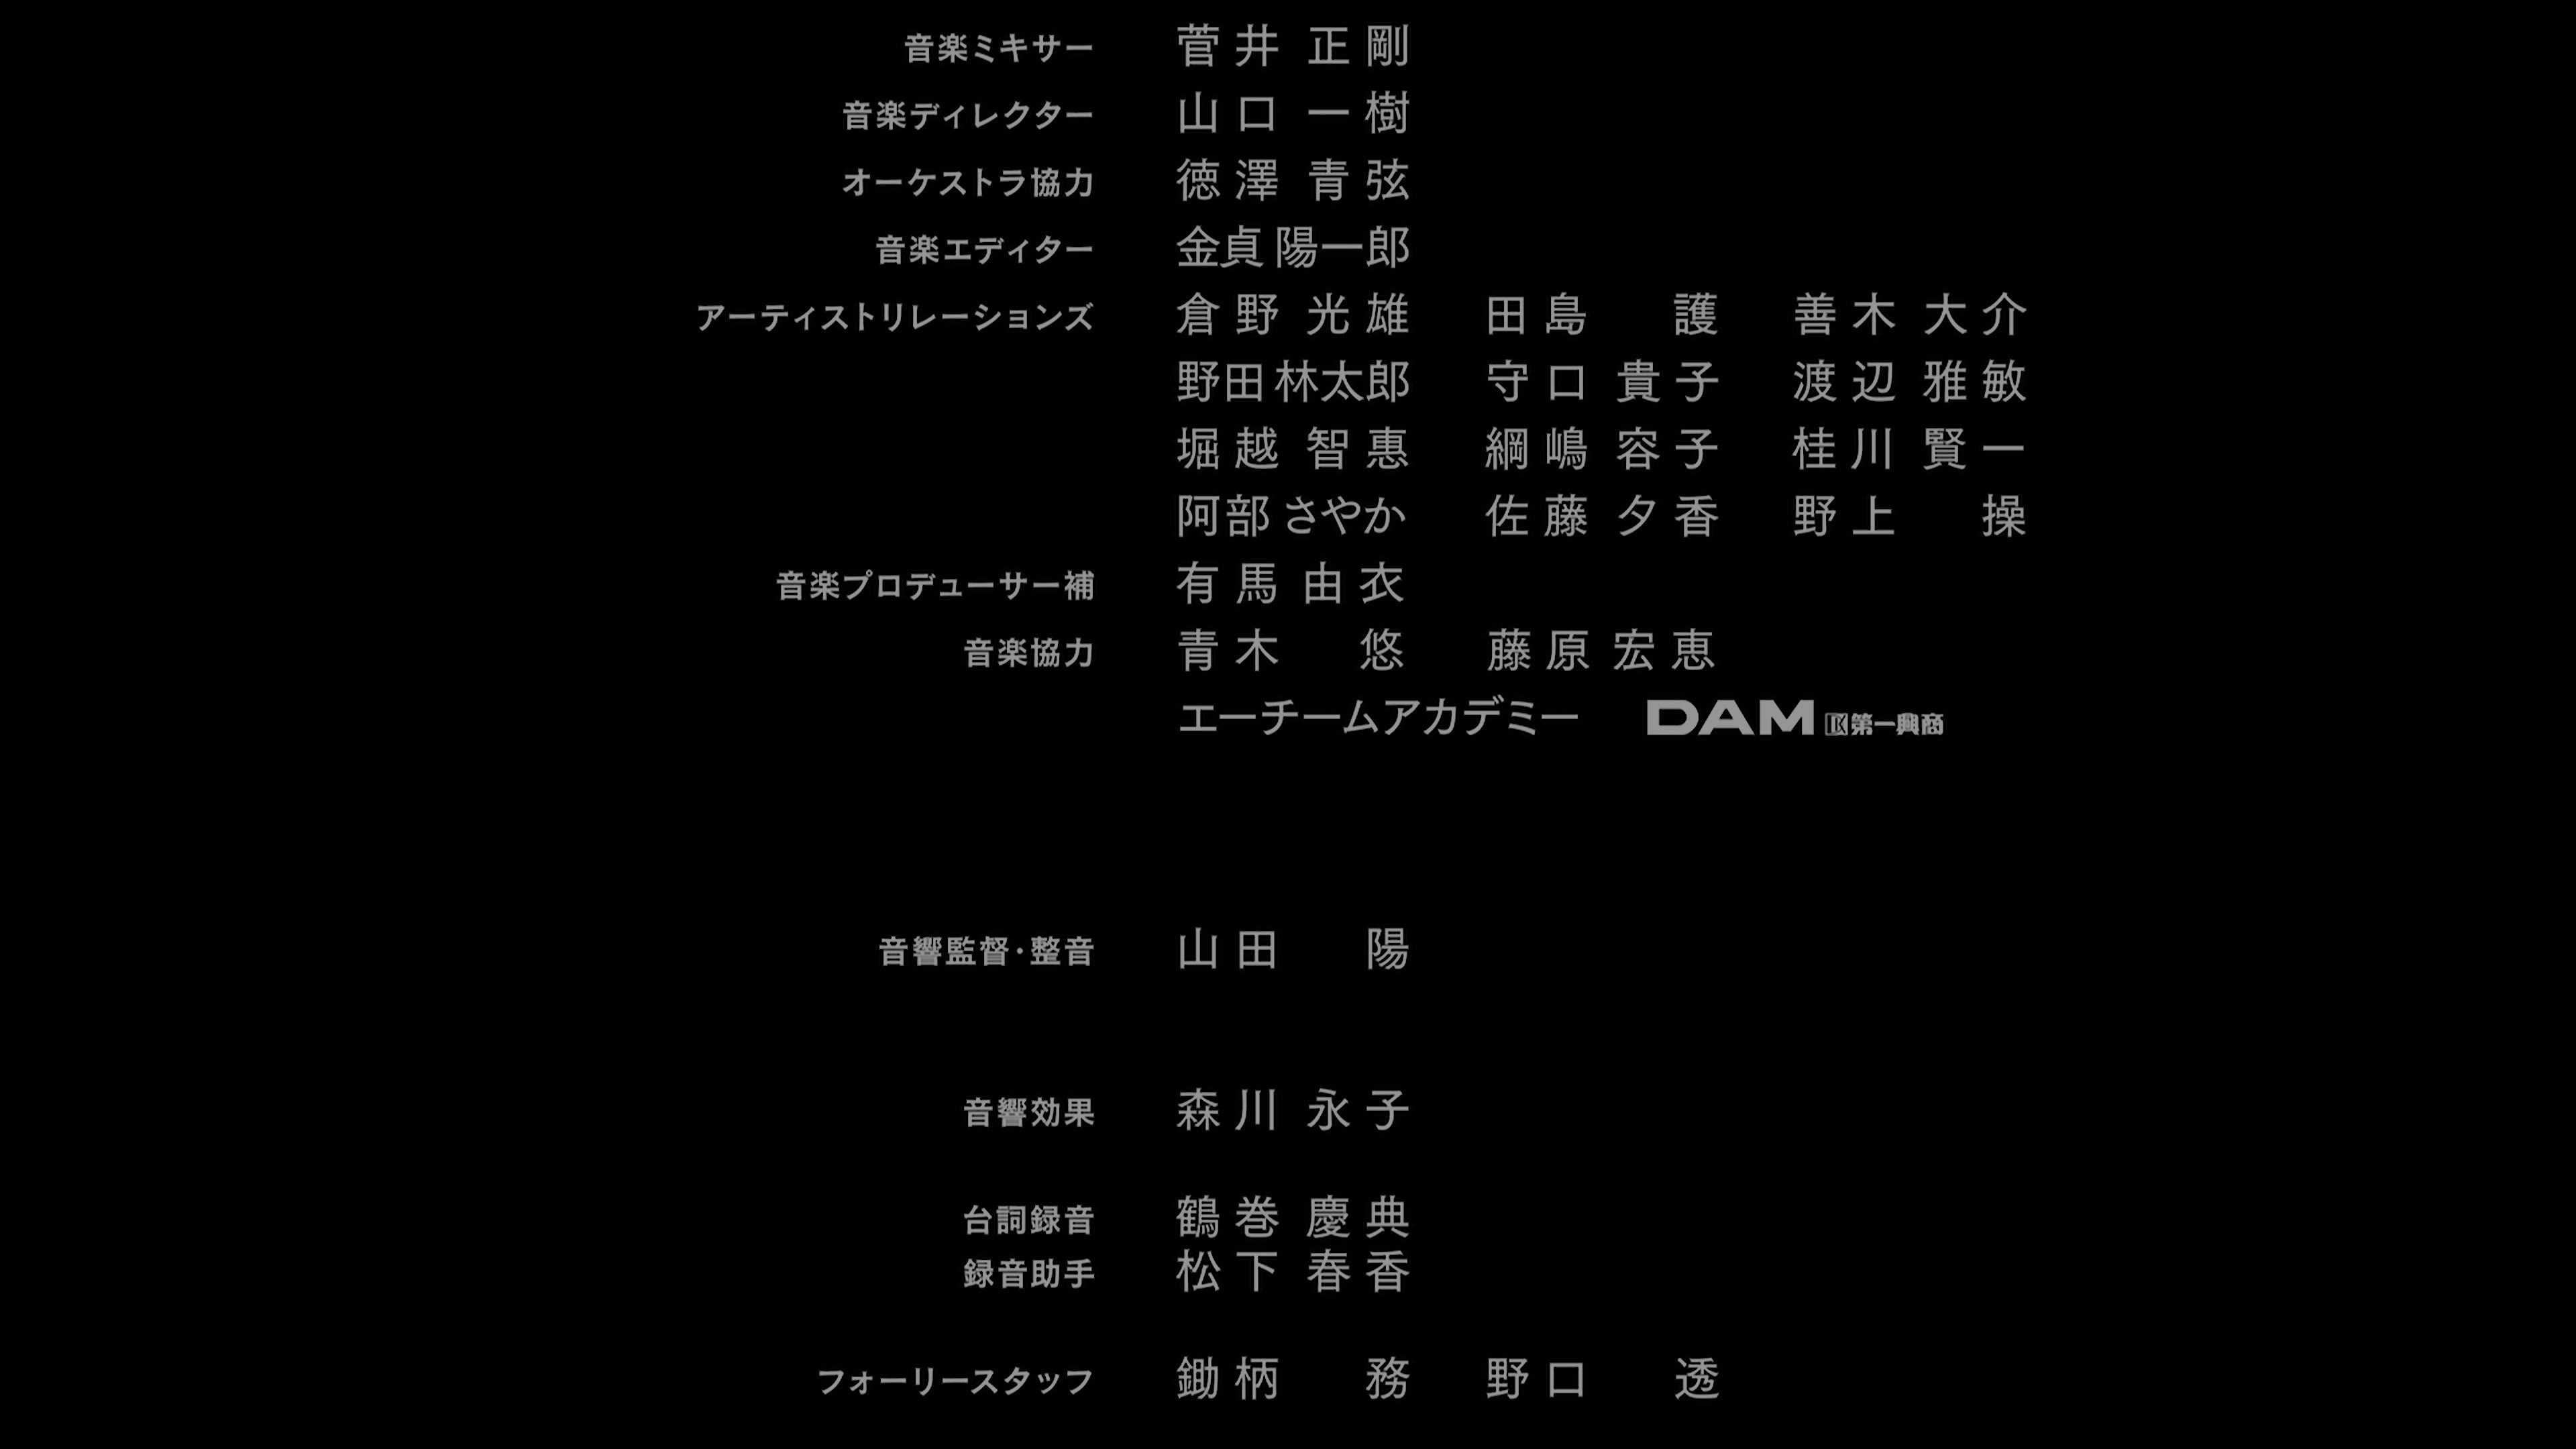 音楽ミキサー 菅井 正剛
音楽ディレクター 山口 一樹
オーケストラ協力 徳澤 青弦
音楽エディター 金貞 陽一郎
アーティストリレーションズ 倉野 光雄 田島 護 善木 大介
野田 林太郎 守口 貴子 渡辺 雅敏
堀越 智惠 綱嶋 容子 桂川 賢一
阿部 さやか 佐藤 夕香 野上 操
音楽プロデューサー補 有馬 由衣
音楽協力 青木 悠 藤原 宏恵
エーチームアカデミー DAM DK第一興商
音響監督・整音 山田 陽
音響効果 森川 永子
台詞録音 鶴巻 慶典
録音助手 松下 春香
フォーリースタッフ 鋤柄 務 野口 透